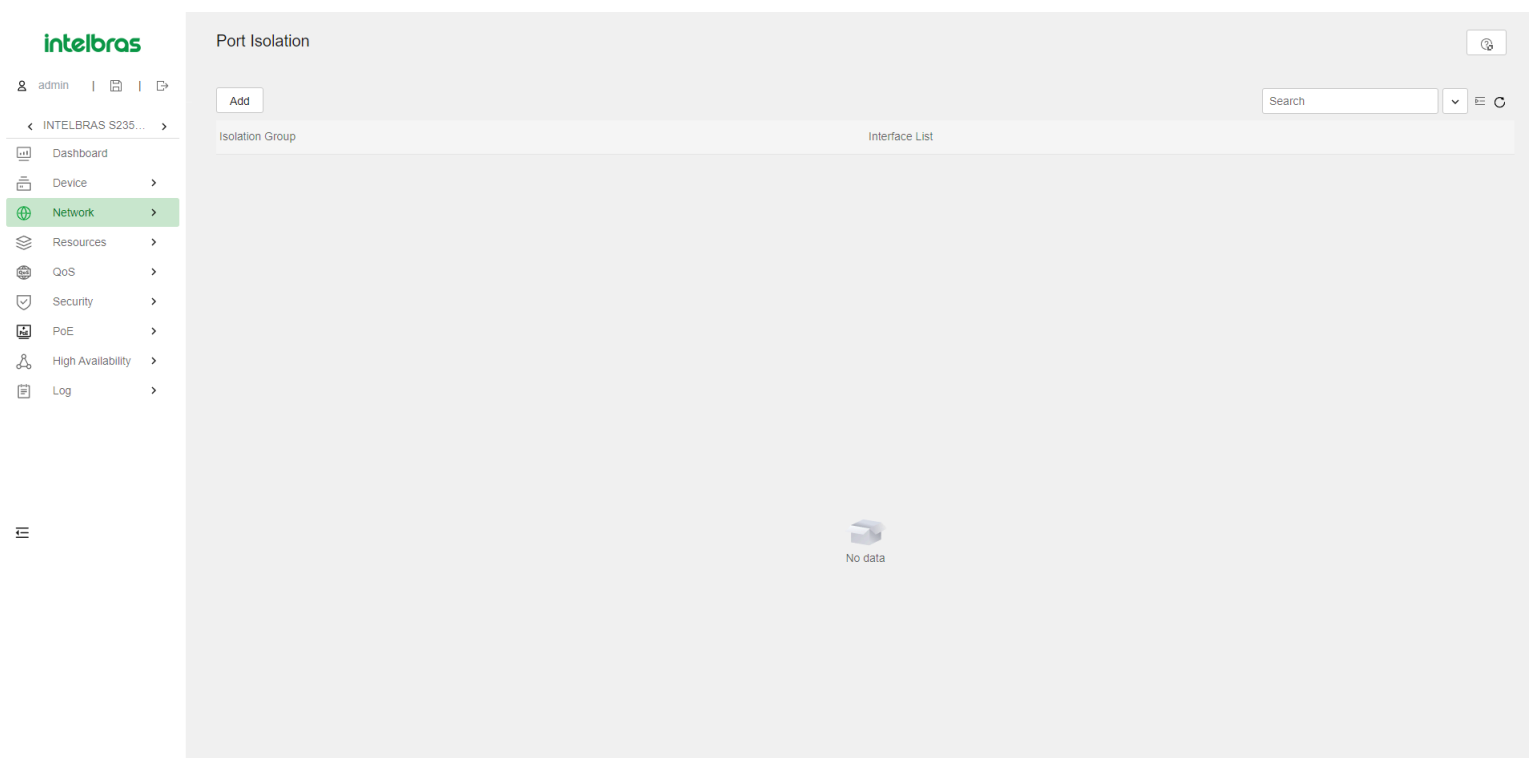 intelbras
Port Isolation
admin | |
INTELBRAS S235...
Add
Search
Isolation Group Interface List
Dashboard
Device
Network
Resources
QoS
Security
PoE
High Availability
Log
No data